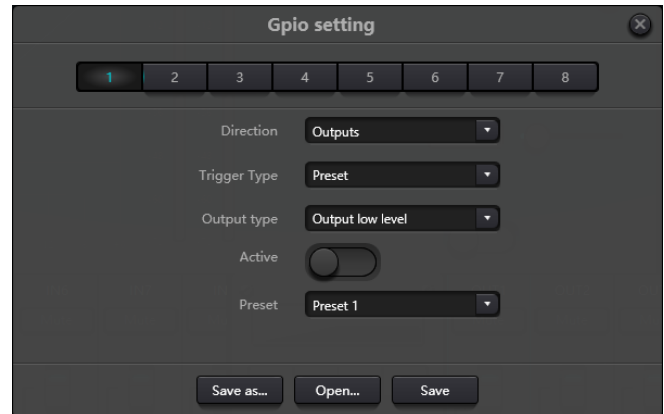 Gpio setting
1 2 3 4 5 6 7 8
Direction Outputs
Trigger Type Preset
Output type Output low level
Active
Preset Preset 1
Save as... Open... Save